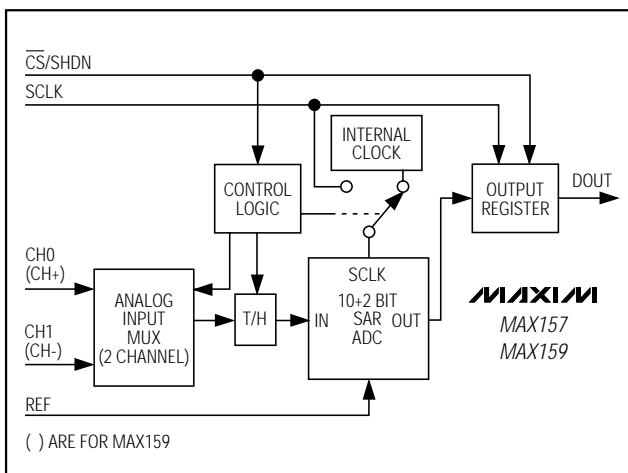 CS/SHDN
SCLK
INTERNAL
CLOCK
CONTROL
LOGIC
OUTPUT
REGISTER
DOUT
CH0
(CH+)
ANALOG
INPUT
MUX
(2 CHANNEL)
CH1
(CH-)
T/H
SCLK
10+2 BIT
IN SAR OUT
ADC
MAXIM
MAX157
MAX159
REF
( ) ARE FOR MAX159